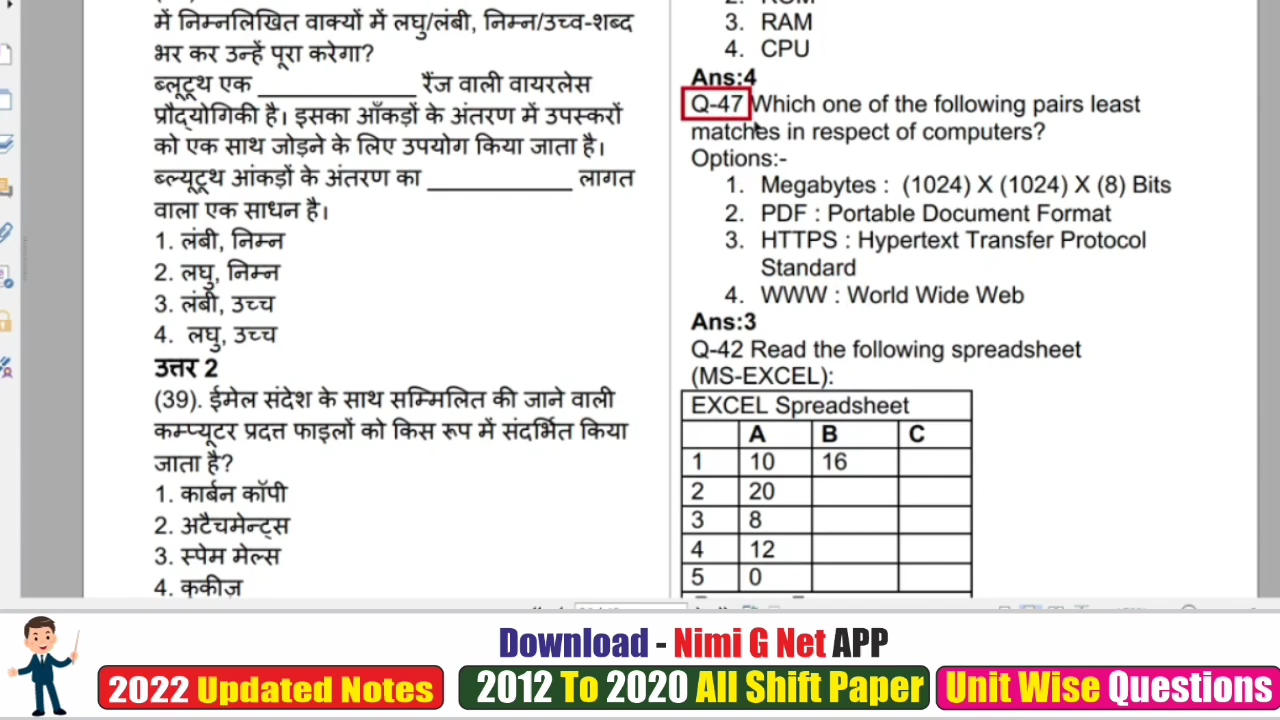 में निम्नलिखित वाक्यों में लघु/लंबी, निम्न/उच्च-शब्द
भर कर उन्हें पूरा करेगा?
ब्लूटूथ एक ____________ रैंज वाली वायरलेस
प्रौद्योगिकी है। इसका आँकड़ों के अंतरण में उपस्करों
को एक साथ जोड़ने के लिए उपयोग किया जाता है।
ब्ल्यूटूथ आंकड़ों के अंतरण का ___________ लागत
वाला एक साधन है।
1. लंबी, निम्न
2. लघु, निम्न
3. लंबी, उच्च
4. लघु, उच्च
उत्तर 2
(39). ईमेल संदेश के साथ सम्मिलित की जाने वाली
कम्प्यूटर प्रदत्त फाइलों को किस रूप में संदर्भित किया
जाता है?
1. कार्बन कॉपी
2. अटैचमेन्ट्स
3. स्पेम मेल्स
4. कुकीज़
3. RAM
4. CPU
Ans:4
Q-47 Which one of the following pairs least
matches in respect of computers?
Options:-
1. Megabytes : (1024) X (1024) X (8) Bits
2. PDF : Portable Document Format
3. HTTPS : Hypertext Transfer Protocol
Standard
4. WWW : World Wide Web
Ans:3
Q-42 Read the following spreadsheet
(MS-EXCEL):
EXCEL Spreadsheet
A B C
1 10 16
2 20
3 8
4 12
5 0
Download - Nimi G Net APP
2022 Updated Notes
2012 To 2020 All Shift Paper
Unit Wise Questions